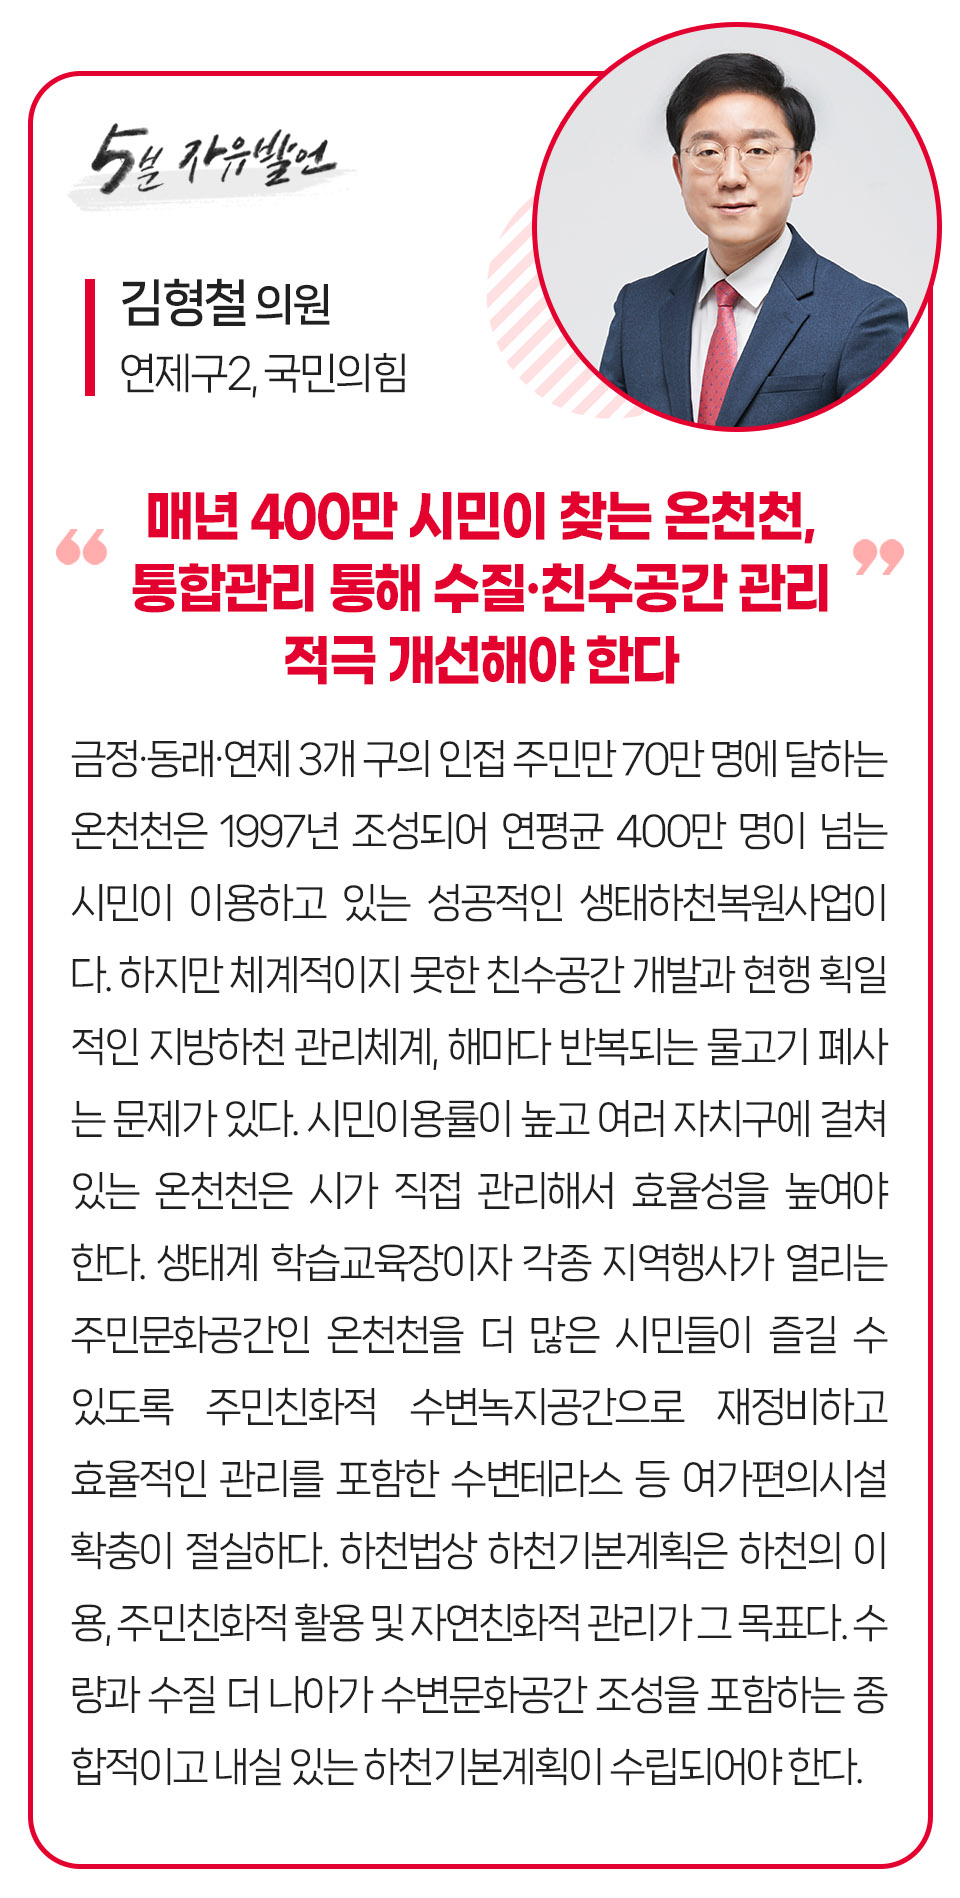 5분 자유발언
김형철 의원
연제구2, 국민의힘
“ 매년 400만 시민이 찾는 온천천, ”
통합관리 통해 수질·친수공간 관리
적극 개선해야 한다
금정·동래·연제 3개 구의 인접 주민만 70만 명에 달하는
온천천은 1997년 조성되어 연평균 400만 명이 넘는
시민이 이용하고 있는 성공적인 생태하천복원사업이
다. 하지만 체계적이지 못한 친수공간 개발과 현행 획일
적인 지방하천 관리체계, 해마다 반복되는 물고기 폐사
는 문제가 있다. 시민이용률이 높고 여러 자치구에 걸쳐
있는 온천천은 시가 직접 관리해서 효율성을 높여야
한다. 생태계 학습교육장이자 각종 지역행사가 열리는
주민문화공간인 온천천을 더 많은 시민들이 즐길 수
있도록 주민친화적 수변녹지공간으로 재정비하고
효율적인 관리를 포함한 수변테라스 등 여가편의시설
확충이 절실하다. 하천법상 하천기본계획은 하천의 이
용, 주민친화적 활용 및 자연친화적 관리가 그 목표다. 수
량과 수질 더 나아가 수변문화공간 조성을 포함하는 종
합적이고 내실 있는 하천기본계획이 수립되어야 한다.